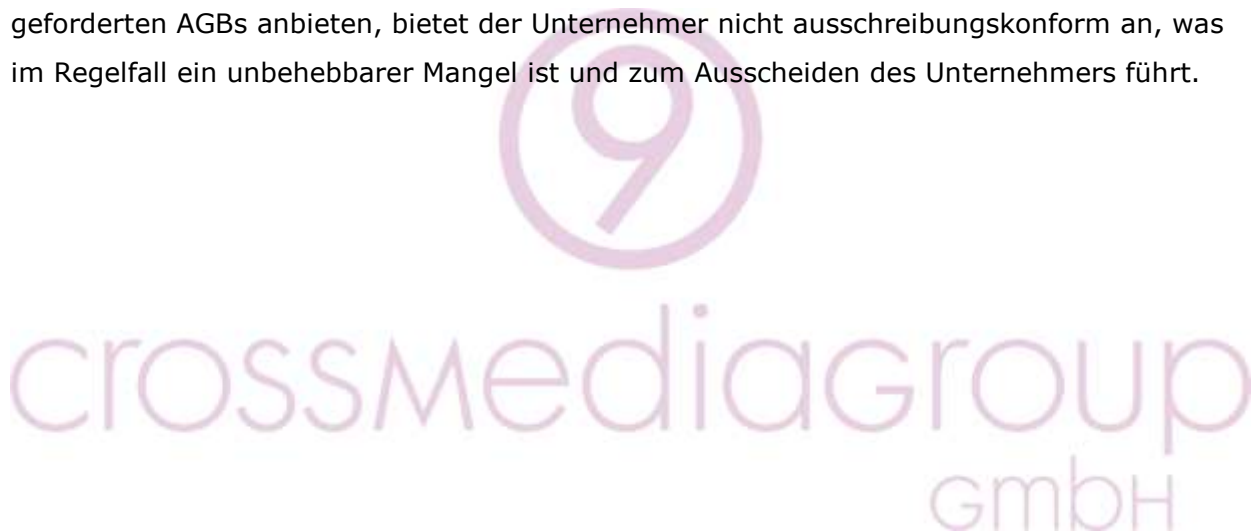 geforderten AGBs anbieten, bietet der Unternehmer nicht ausschreibungskonform an, was
im Regelfall ein unbehebbarer Mangel ist und zum Ausscheiden des Unternehmers führt.
9
crossmediaGroup
GmbH